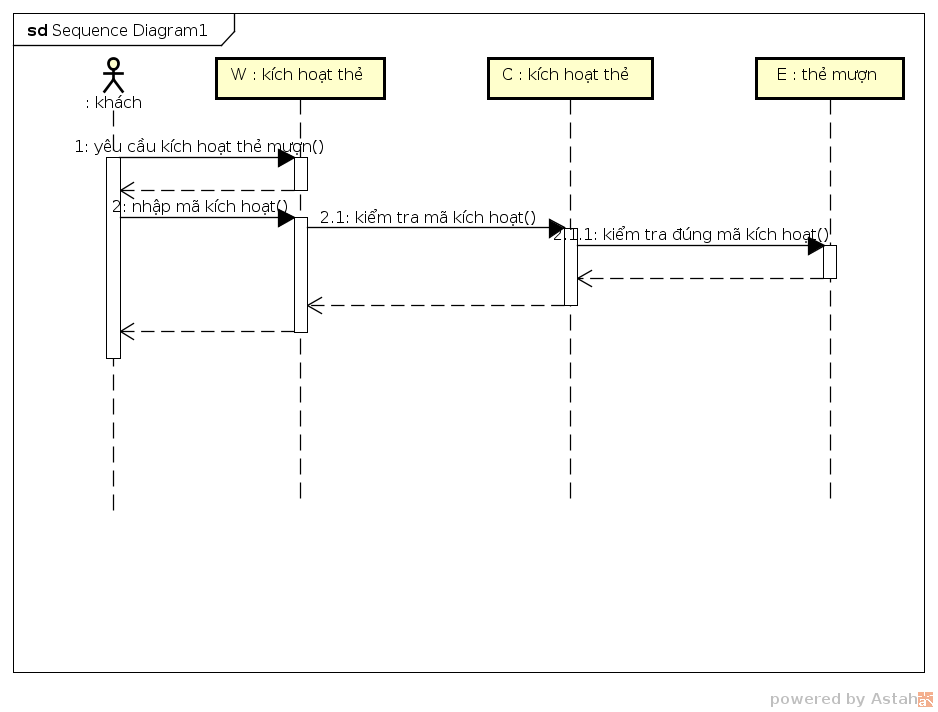 sd Sequence Diagram1
: khách
W : kích hoạt thẻ
C : kích hoạt thẻ
E : thẻ mượn
1: yêu cầu kích hoạt thẻ mượn()
2: nhập mã kích hoạt()
2.1: kiểm tra mã kích hoạt()
2.1.1: kiểm tra đúng mã kích hoạt()
powered by Astah